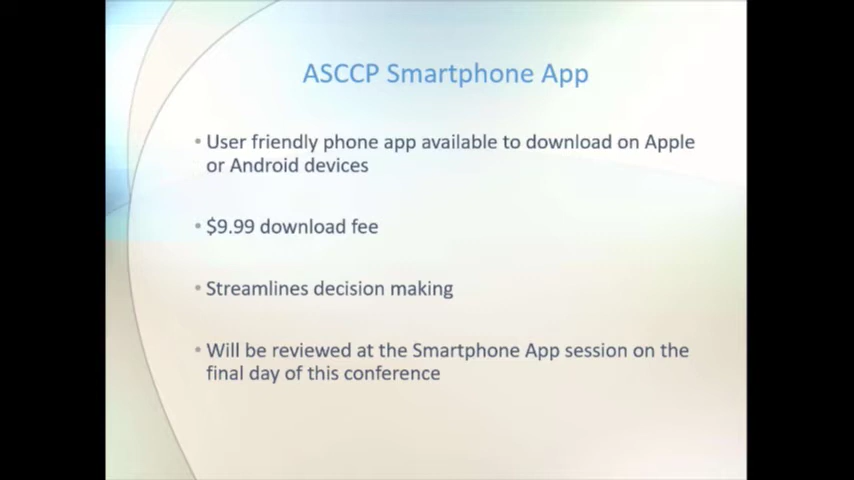 ASCCP Smartphone App
• User friendly phone app available to download on Apple
or Android devices
• $9.99 download fee
• Streamlines decision making
• Will be reviewed at the Smartphone App session on the
final day of this conference